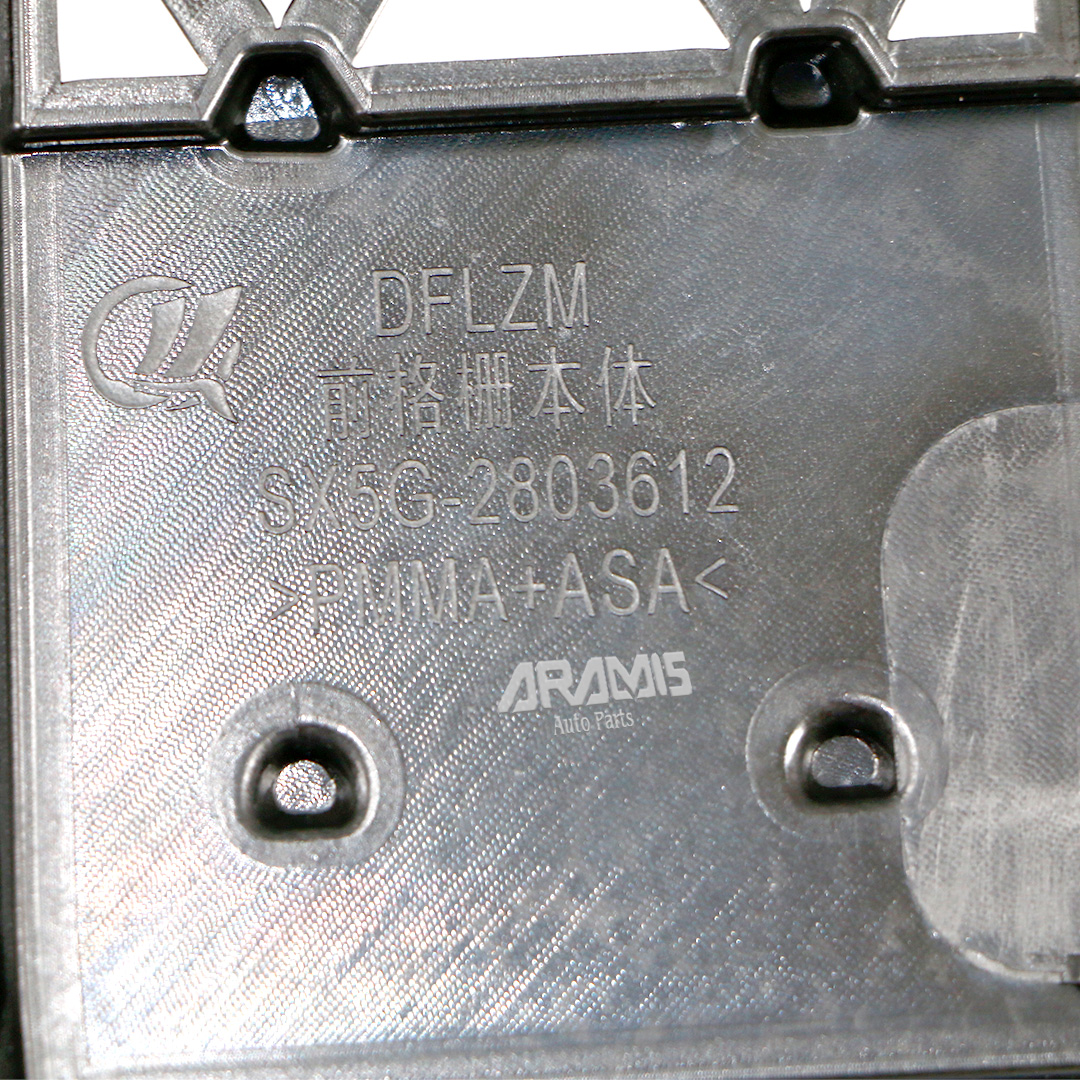 DFLZM
前格栅本体
SX5G-2803612
>PMMA+ASA<
ARAMIS
Auto Parts